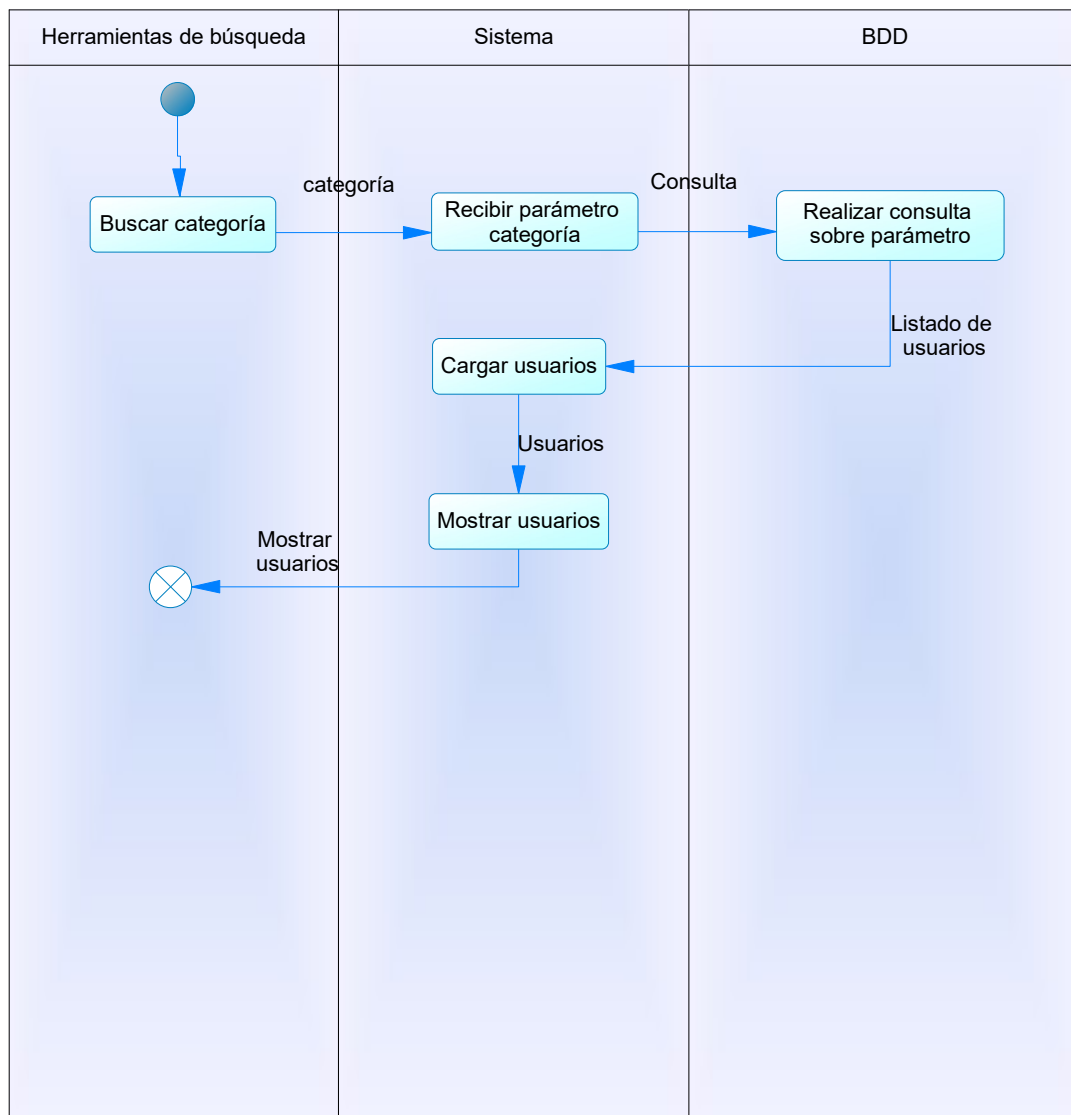 Herramientas de búsqueda
Sistema
BDD
categoría
Consulta
Buscar categoría
Recibir parámetro
categoría
Realizar consulta
sobre parámetro
Listado de
usuarios
Cargar usuarios
Usuarios
Mostrar usuarios
Mostrar
usuarios